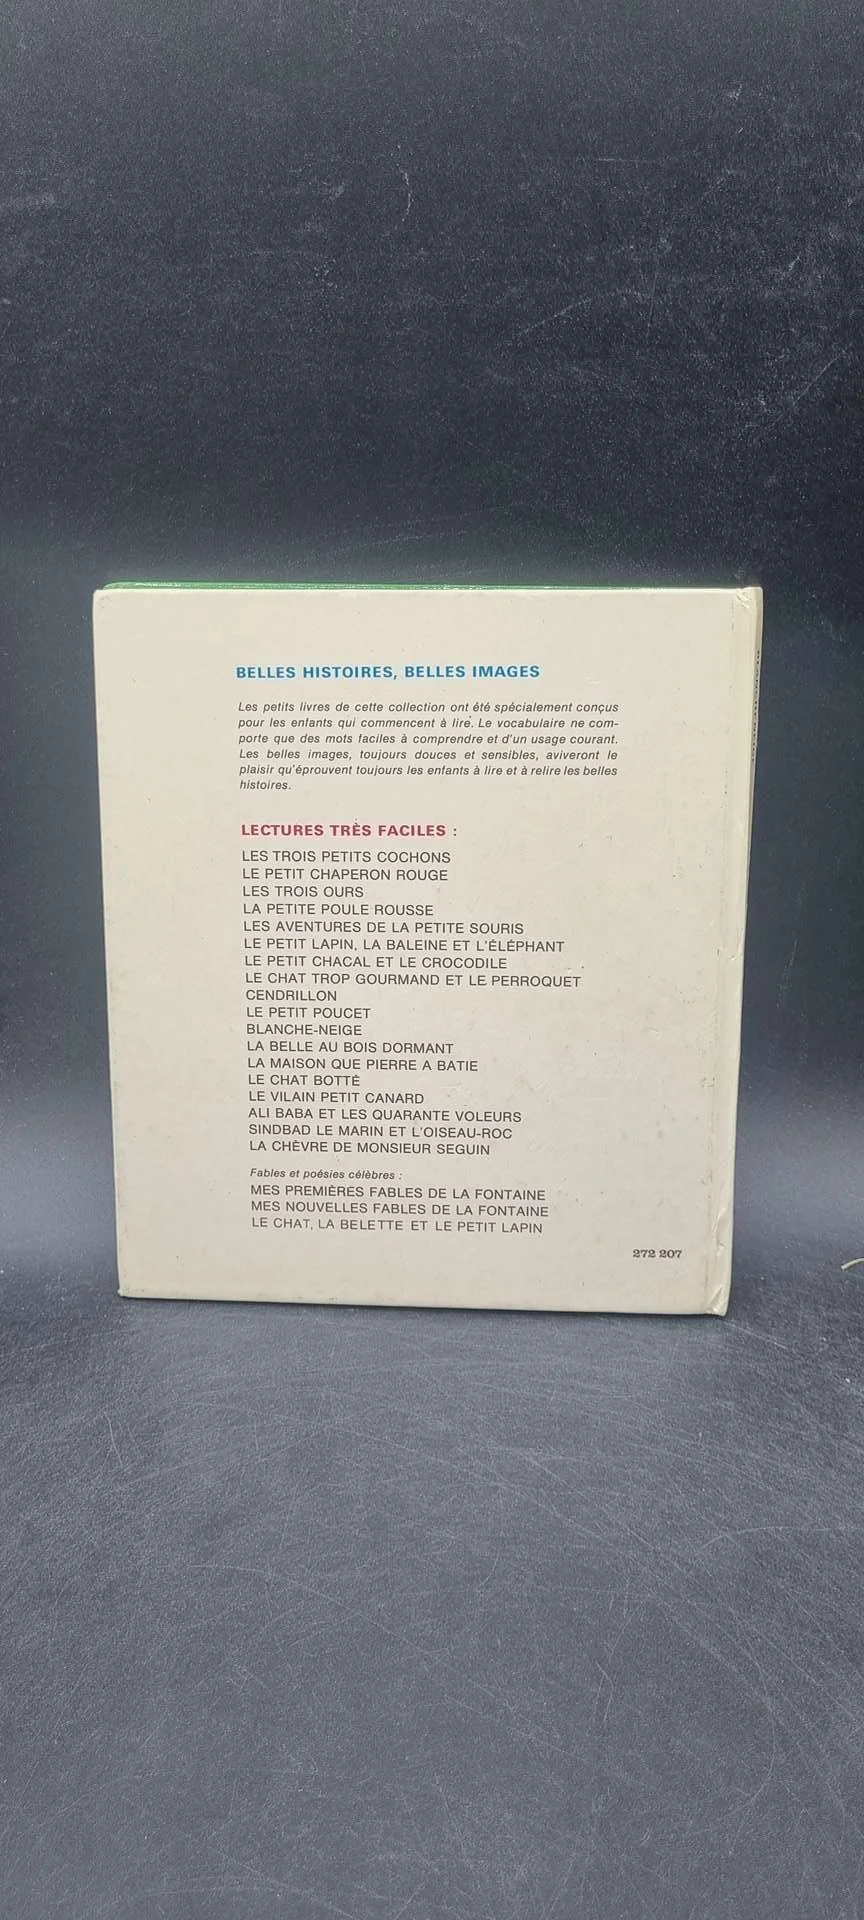 BELLES HISTOIRES, BELLES IMAGES
Les petits livres de cette collection ont été spécialement conçus
pour les enfants qui commencent à lire. Le vocabulaire ne com-
porte que des mots faciles à comprendre et d'un usage courant.
Les belles images, toujours douces et sensibles, aviveront le
plaisir qu'éprouvent toujours les enfants à lire et à relire les belles
histoires.
LECTURES TRÈS FACILES :
LES TROIS PETITS COCHONS
LE PETIT CHAPERON ROUGE
LES TROIS OURS
LA PETITE POULE ROUSSE
LES AVENTURES DE LA PETITE SOURIS
LE PETIT LAPIN, LA BALEINE ET L'ÉLÉPHANT
LE PETIT CHACAL ET LE CROCODILE
LE CHAT TROP GOURMAND ET LE PERROQUET
CENDRILLON
LE PETIT POUCET
BLANCHE-NEIGE
LA BELLE AU BOIS DORMANT
LA MAISON QUE PIERRE A BATIE
LE CHAT BOTTÉ
LE VILAIN PETIT CANARD
ALI BABA ET LES QUARANTE VOLEURS
SINDBAD LE MARIN ET L'OISEAU-ROC
LA CHÈVRE DE MONSIEUR SEGUIN
Fables et poésies célèbres :
MES PREMIÈRES FABLES DE LA FONTAINE
MES NOUVELLES FABLES DE LA FONTAINE
LE CHAT, LA BELETTE ET LE PETIT LAPIN
272 207